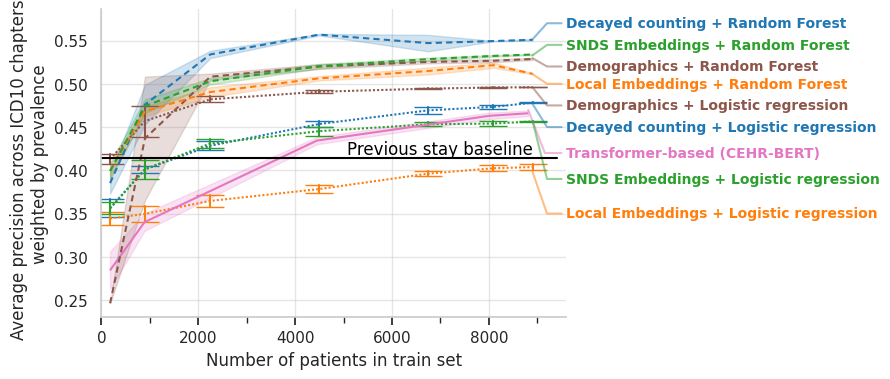 Average precision across ICD10 chapters
weighted by prevalence
0.55
0.50
0.45
0.40
0.35
0.30
0.25
0
2000
4000
6000
8000
Number of patients in train set
Previous stay baseline
Decayed counting + Random Forest
SNDS Embeddings + Random Forest
Demographics + Random Forest
Local Embeddings + Random Forest
Demographics + Logistic regression
Decayed counting + Logistic regression
Transformer-based (CEHR-BERT)
SNDS Embeddings + Logistic regression
Local Embeddings + Logistic regression